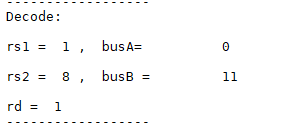 ------------------
Decode:
rs1 =  1 ,  busA=          0
rs2 =  8 ,  busB =         11
rd =  1
------------------